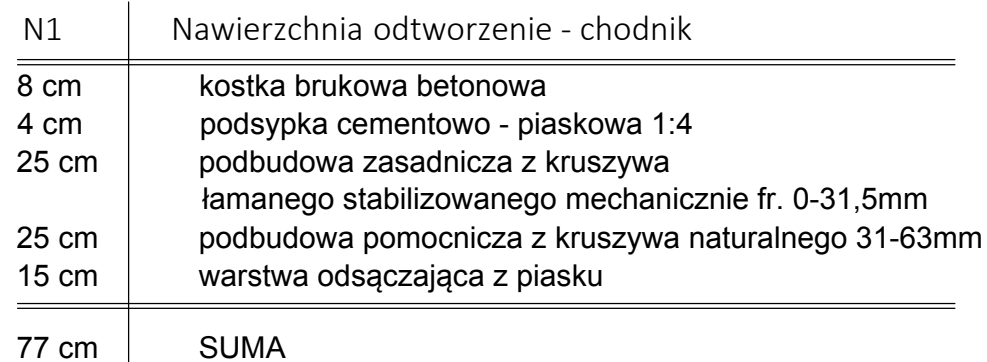 N1 Nawierzchnia odtworzenie - chodnik
8 cm kostka brukowa betonowa
4 cm podsypka cementowo - piaskowa 1:4
25 cm podbudowa zasadnicza z kruszywa
łamanego stabilizowanego mechanicznie fr. 0-31,5mm
25 cm podbudowa pomocnicza z kruszywa naturalnego 31-63mm
15 cm warstwa odsączająca z piasku
77 cm SUMA